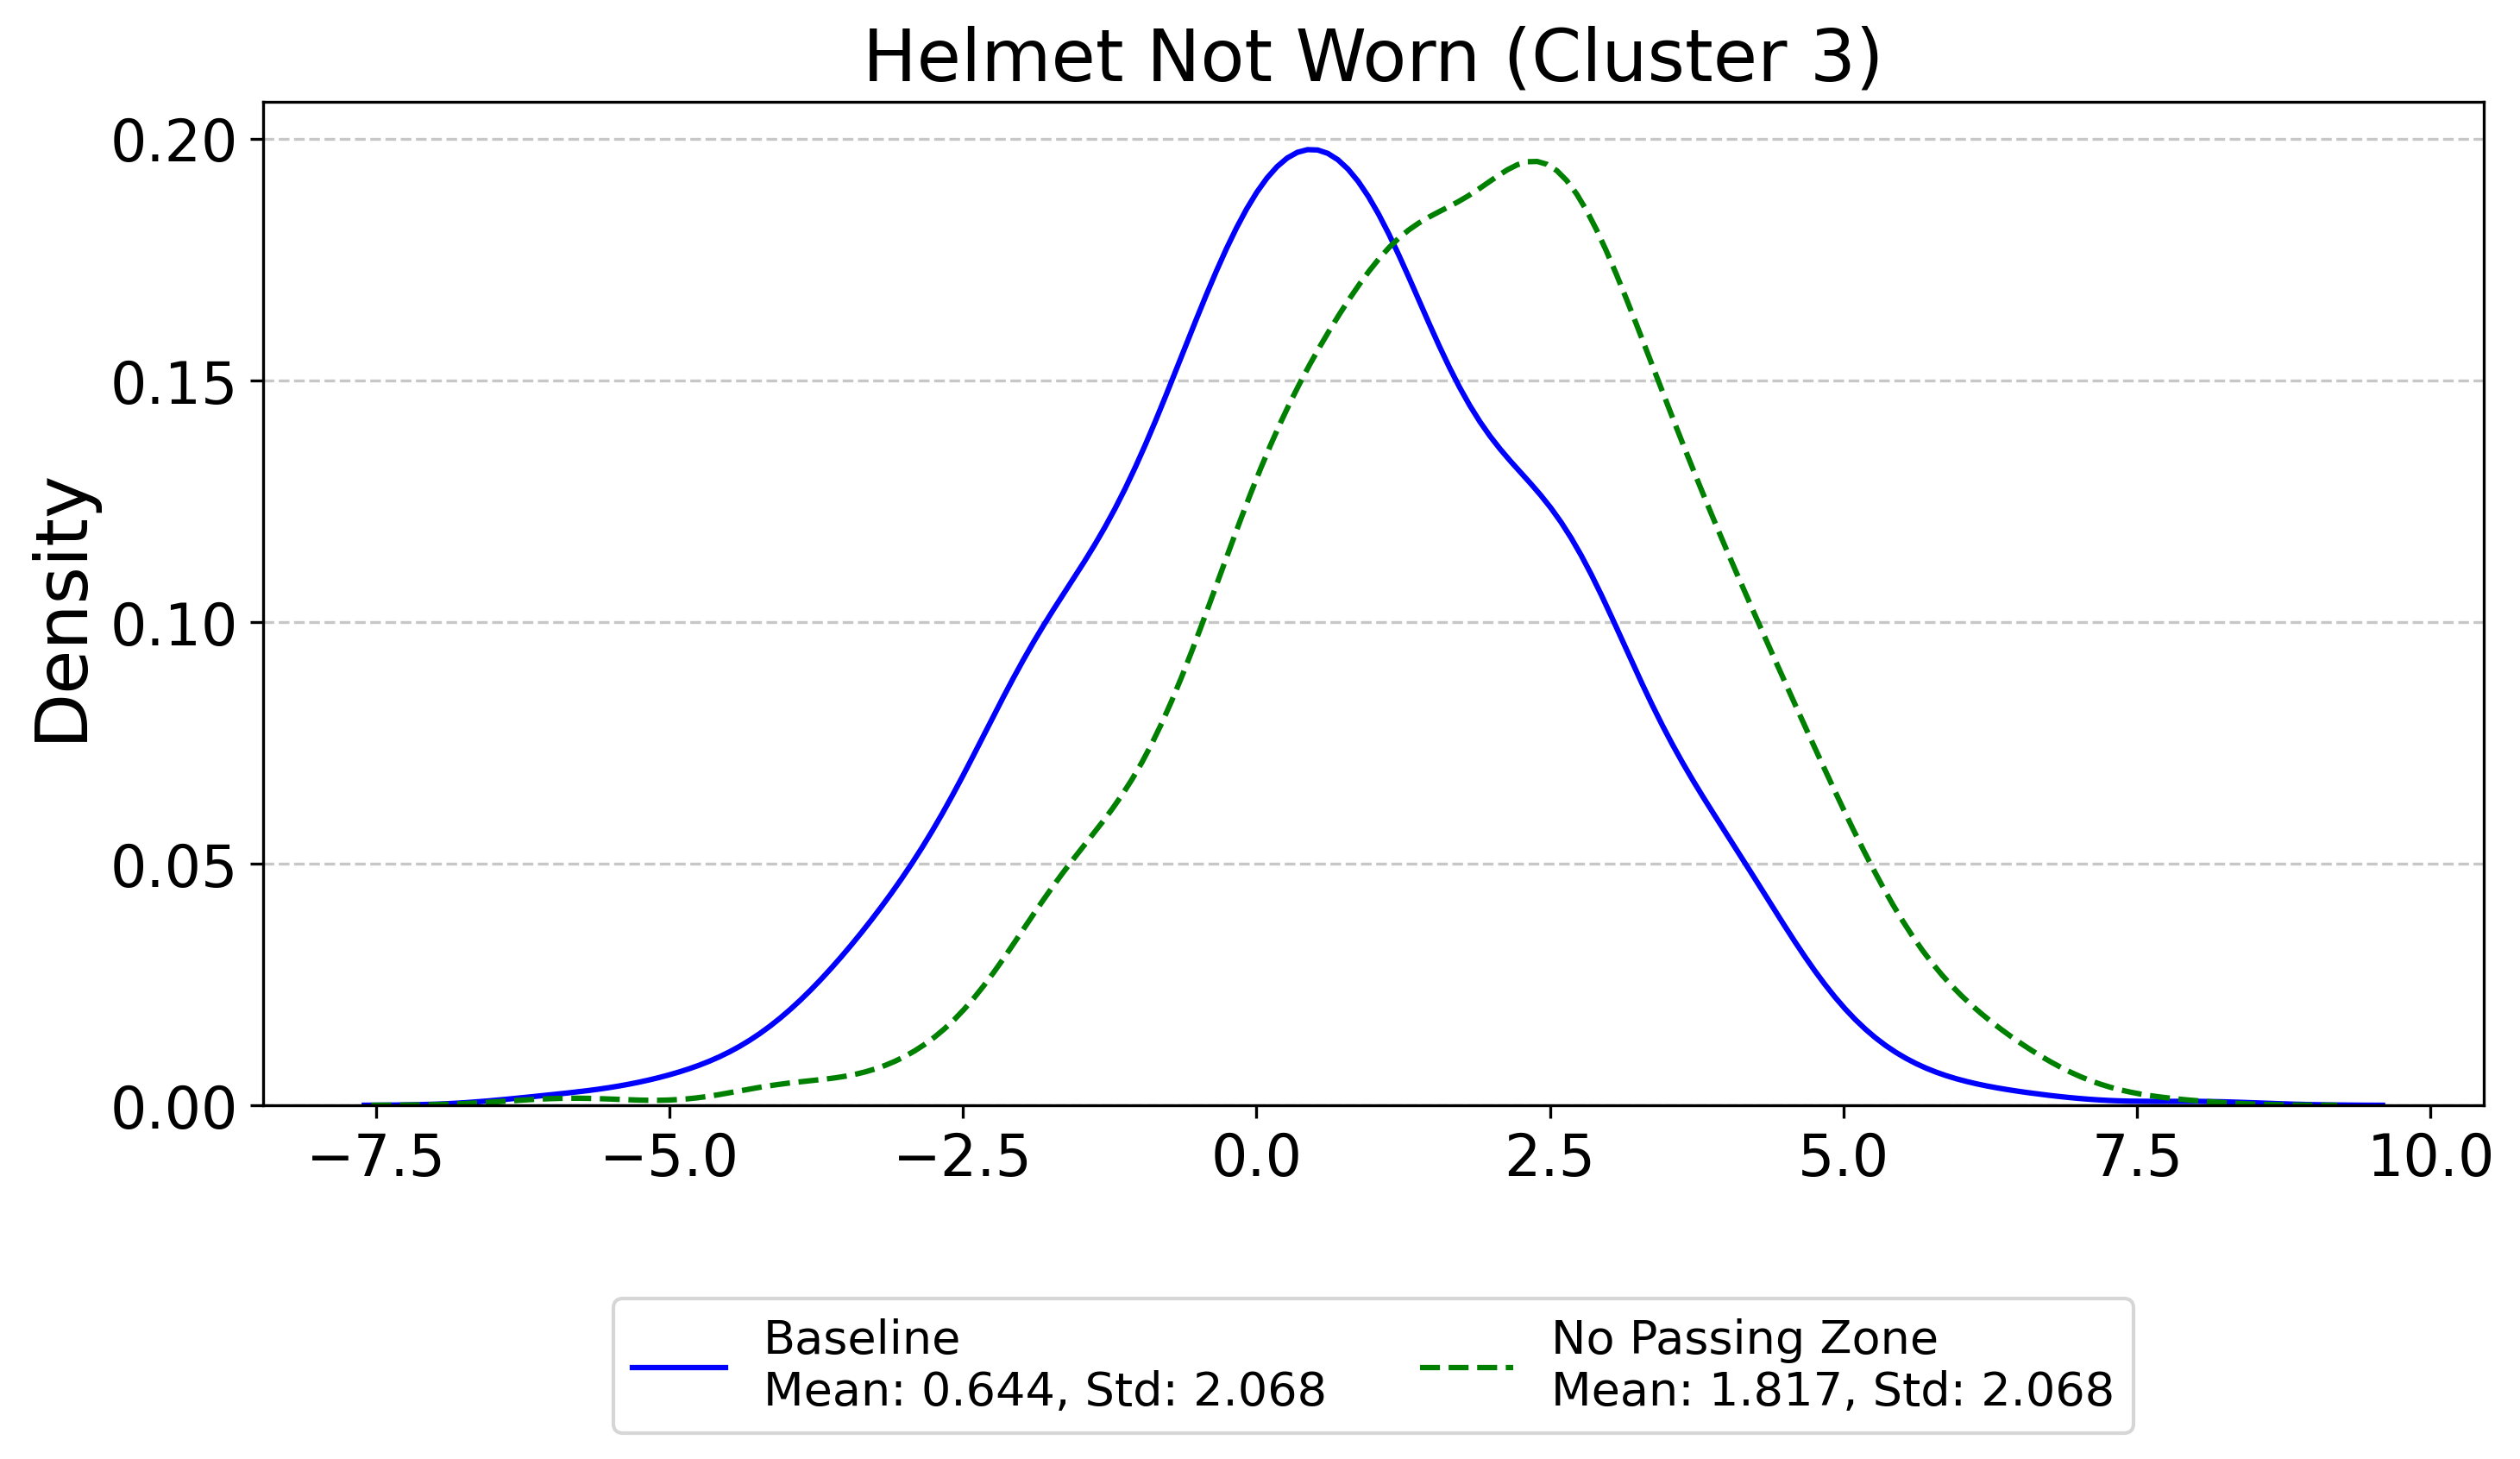 Helmet Not Worn (Cluster 3)
Density
0.20
0.15
0.10
0.05
0.00
−7.5 −5.0 −2.5 0.0 2.5 5.0 7.5 10.0
Baseline
Mean: 0.644, Std: 2.068
No Passing Zone
Mean: 1.817, Std: 2.068